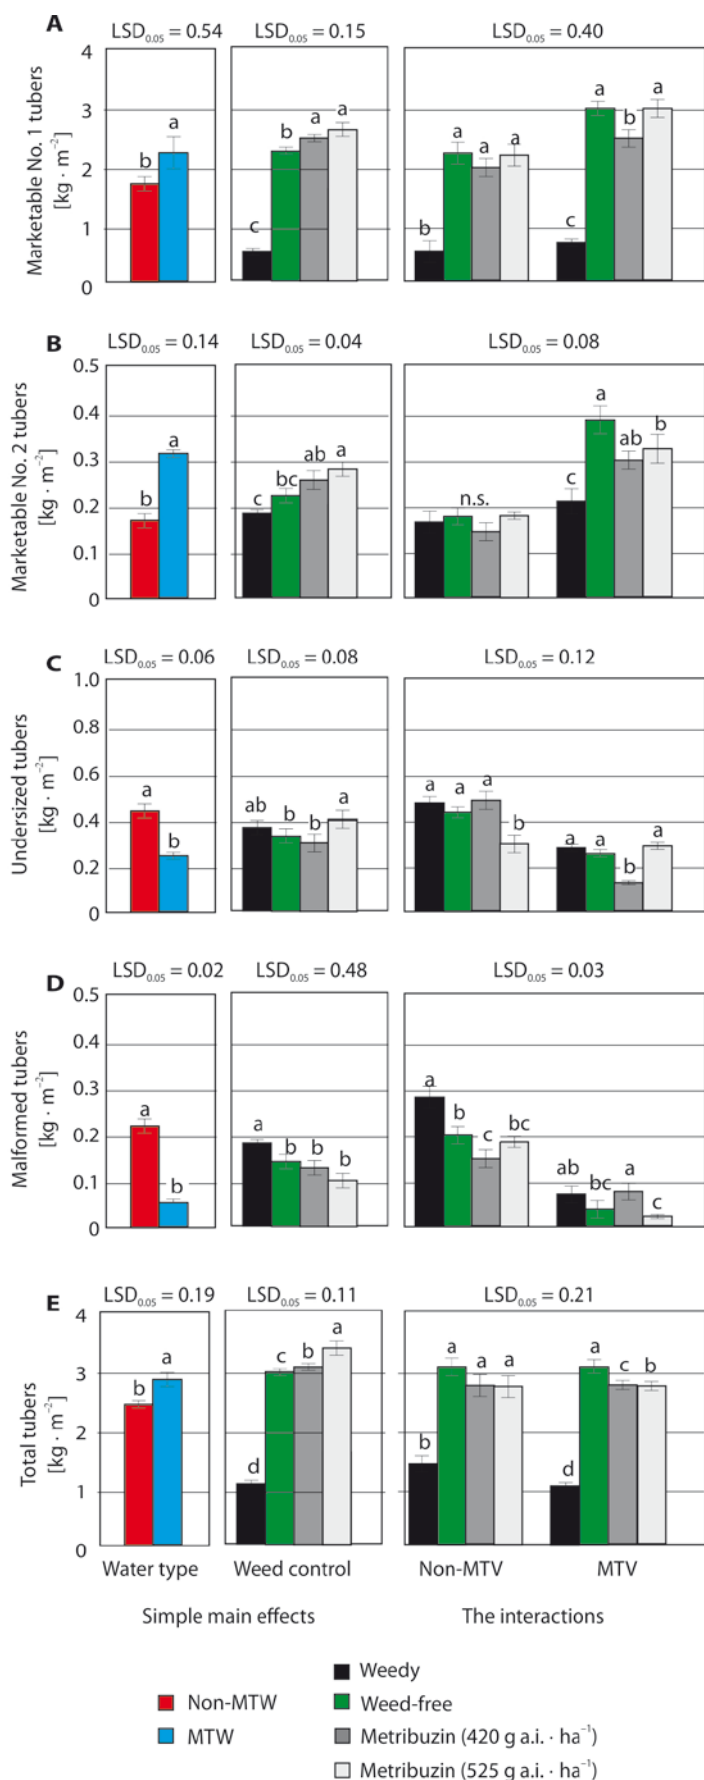 A
LSD0.05 = 0.54 LSD0.05 = 0.15 LSD0.05 = 0.40
Marketable No. 1 tubers
[kg · m−2]
4
3
2
1
0
b a
c b a a
b a a a
c a b a
B
LSD0.05 = 0.14 LSD0.05 = 0.04 LSD0.05 = 0.08
Marketable No. 2 tubers
[kg · m−2]
0.5
0.4
0.3
0.2
0.1
0
b a
c bc ab a
n.s.
c a ab b
C
LSD0.05 = 0.06 LSD0.05 = 0.08 LSD0.05 = 0.12
Undersized tubers
[kg · m−2]
1.0
0.8
0.6
0.4
0.2
0
a b
ab b b a
a a a b
a a b a
D
LSD0.05 = 0.02 LSD0.05 = 0.48 LSD0.05 = 0.03
Malformed tubers
[kg · m−2]
0.5
0.4
0.3
0.2
0.1
0
a b
a b b b
a b c bc
ab bc a c
E
LSD0.05 = 0.19 LSD0.05 = 0.11 LSD0.05 = 0.21
Total tubers
[kg · m−2]
4
3
2
1
0
b a
d c b a
b a a a
d a c b
Water type Weed control Non-MTV MTV
Simple main effects The interactions
Non-MTW
MTW
Weedy
Weed-free
Metribuzin (420 g a.i. · ha−1)
Metribuzin (525 g a.i. · ha−1)